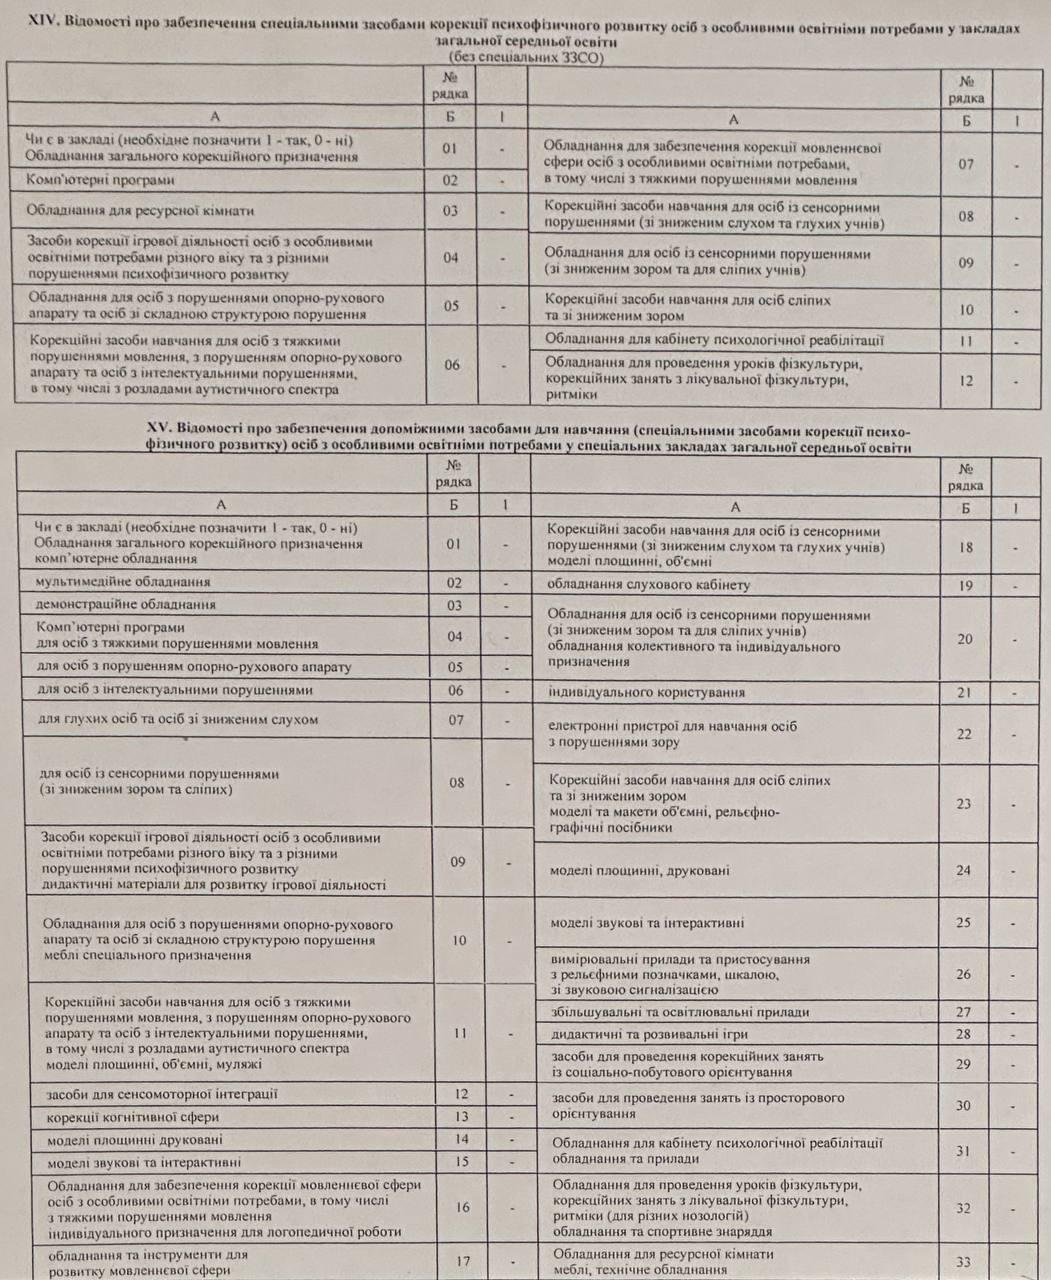 XIV. Відомості про забезпечення спеціальними засобами корекції психофізичного розвитку осіб з особливими освітніми потребами у закладах
загальної середньої освіти
(без спеціальних ЗЗСО)
№
рядка
№
рядка
А
Б
1
А
Б
1
Чи є в закладі (необхідне позначити 1 - так, 0 - ні)
Обладнання загального корекційного призначення
01
-
Комп'ютерні програми
02
-
Обладнання для ресурсної кімнати
03
-
Засоби корекції ігрової діяльності осіб з особливими
освітніми потребами різного віку та з різними
порушеннями психофізичного розвитку
04
-
Обладнання для осіб з порушеннями опорно-рухового
апарату та осіб зі складною структурою порушення
05
-
Корекційні засоби навчання для осіб з тяжкими
порушеннями мовлення, з порушенням опорно-рухового
апарату та осіб з інтелектуальними порушеннями,
в тому числі з розладами аутистичного спектра
06
-
Обладнання для забезпечення корекції мовленнєвої
сфери осіб з особливими освітніми потребами,
в тому числі з тяжкими порушеннями мовлення
07
-
Корекційні засоби навчання для осіб із сенсорними
порушеннями (зі зниженим слухом та глухих учнів)
08
-
Обладнання для осіб із сенсорними порушеннями
(зі зниженим зором та для сліпих учнів)
09
-
Корекційні засоби навчання для осіб сліпих
та зі зниженим зором
10
-
Обладнання для кабінету психологічної реабілітації
11
-
Обладнання для проведення уроків фізкультури,
корекційних занять з лікувальної фізкультури,
ритміки
12
-
XV. Відомості про забезпечення допоміжними засобами для навчання (спеціальними засобами корекції психо-
фізичного розвитку) осіб з особливими освітніми потребами у спеціальних закладах загальної середньої освіти
№
рядка
№
рядка
А
Б
1
А
Б
1
Чи є в закладі (необхідне позначити 1 - так, 0 - ні)
Обладнання загального корекційного призначення
комп'ютерне обладнання
01
-
мультимедійне обладнання
02
-
демонстраційне обладнання
03
-
Комп'ютерні програми
для осіб з тяжкими порушеннями мовлення
04
-
для осіб з порушенням опорно-рухового апарату
05
-
для осіб з інтелектуальними порушеннями
06
-
для глухих осіб та осіб зі зниженим слухом
07
-
для осіб із сенсорними порушеннями
(зі зниженим зором та сліпих)
08
-
Засоби корекції ігрової діяльності осіб з особливими
освітніми потребами різного віку та з різними
порушеннями психофізичного розвитку
дидактичні матеріали для розвитку ігрової діяльності
09
-
Обладнання для осіб з порушеннями опорно-рухового
апарату та осіб зі складною структурою порушення
меблі спеціального призначення
10
-
Корекційні засоби навчання для осіб з тяжкими
порушеннями мовлення, з порушенням опорно-рухового
апарату та осіб з інтелектуальними порушеннями,
в тому числі з розладами аутистичного спектра
моделі площинні, об'ємні, муляжі
11
-
засоби для сенсомоторної інтеграції
12
-
корекції когнітивної сфери
13
-
моделі площинні друковані
14
-
моделі звукові та інтерактивні
15
-
Обладнання для забезпечення корекції мовленнєвої сфери
осіб з особливими освітніми потребами, в тому числі
з тяжкими порушеннями мовлення
індивідуального призначення для логопедичної роботи
16
-
обладнання та інструменти для
розвитку мовленнєвої сфери
17
-
Корекційні засоби навчання для осіб із сенсорними
порушеннями (зі зниженим слухом та глухих учнів)
моделі площинні, об'ємні
18
-
обладнання слухового кабінету
19
-
Обладнання для осіб із сенсорними порушеннями
(зі зниженим зором та для сліпих учнів)
обладнання колективного та індивідуального
призначення
20
-
індивідуального користування
21
-
електронні пристрої для навчання осіб
з порушеннями зору
22
-
Корекційні засоби навчання для осіб сліпих
та зі зниженим зором
моделі та макети об'ємні, рельєфно-
графічні посібники
23
-
моделі площинні, друковані
24
-
моделі звукові та інтерактивні
25
-
вимірювальні прилади та пристосування
з рельєфними позначками, шкалою,
зі звуковою сигналізацією
26
-
збільшувальні та освітлювальні прилади
27
-
дидактичні та розвивальні ігри
28
-
засоби для проведення корекційних занять
із соціально-побутового орієнтування
29
-
засоби для проведення занять із просторового
орієнтування
30
-
Обладнання для кабінету психологічної реабілітації
обладнання та прилади
31
-
Обладнання для проведення уроків фізкультури,
корекційних занять з лікувальної фізкультури,
ритміки (для різних нозологій)
обладнання та спортивне знаряддя
32
-
Обладнання для ресурсної кімнати
меблі, технічне обладнання
33
-